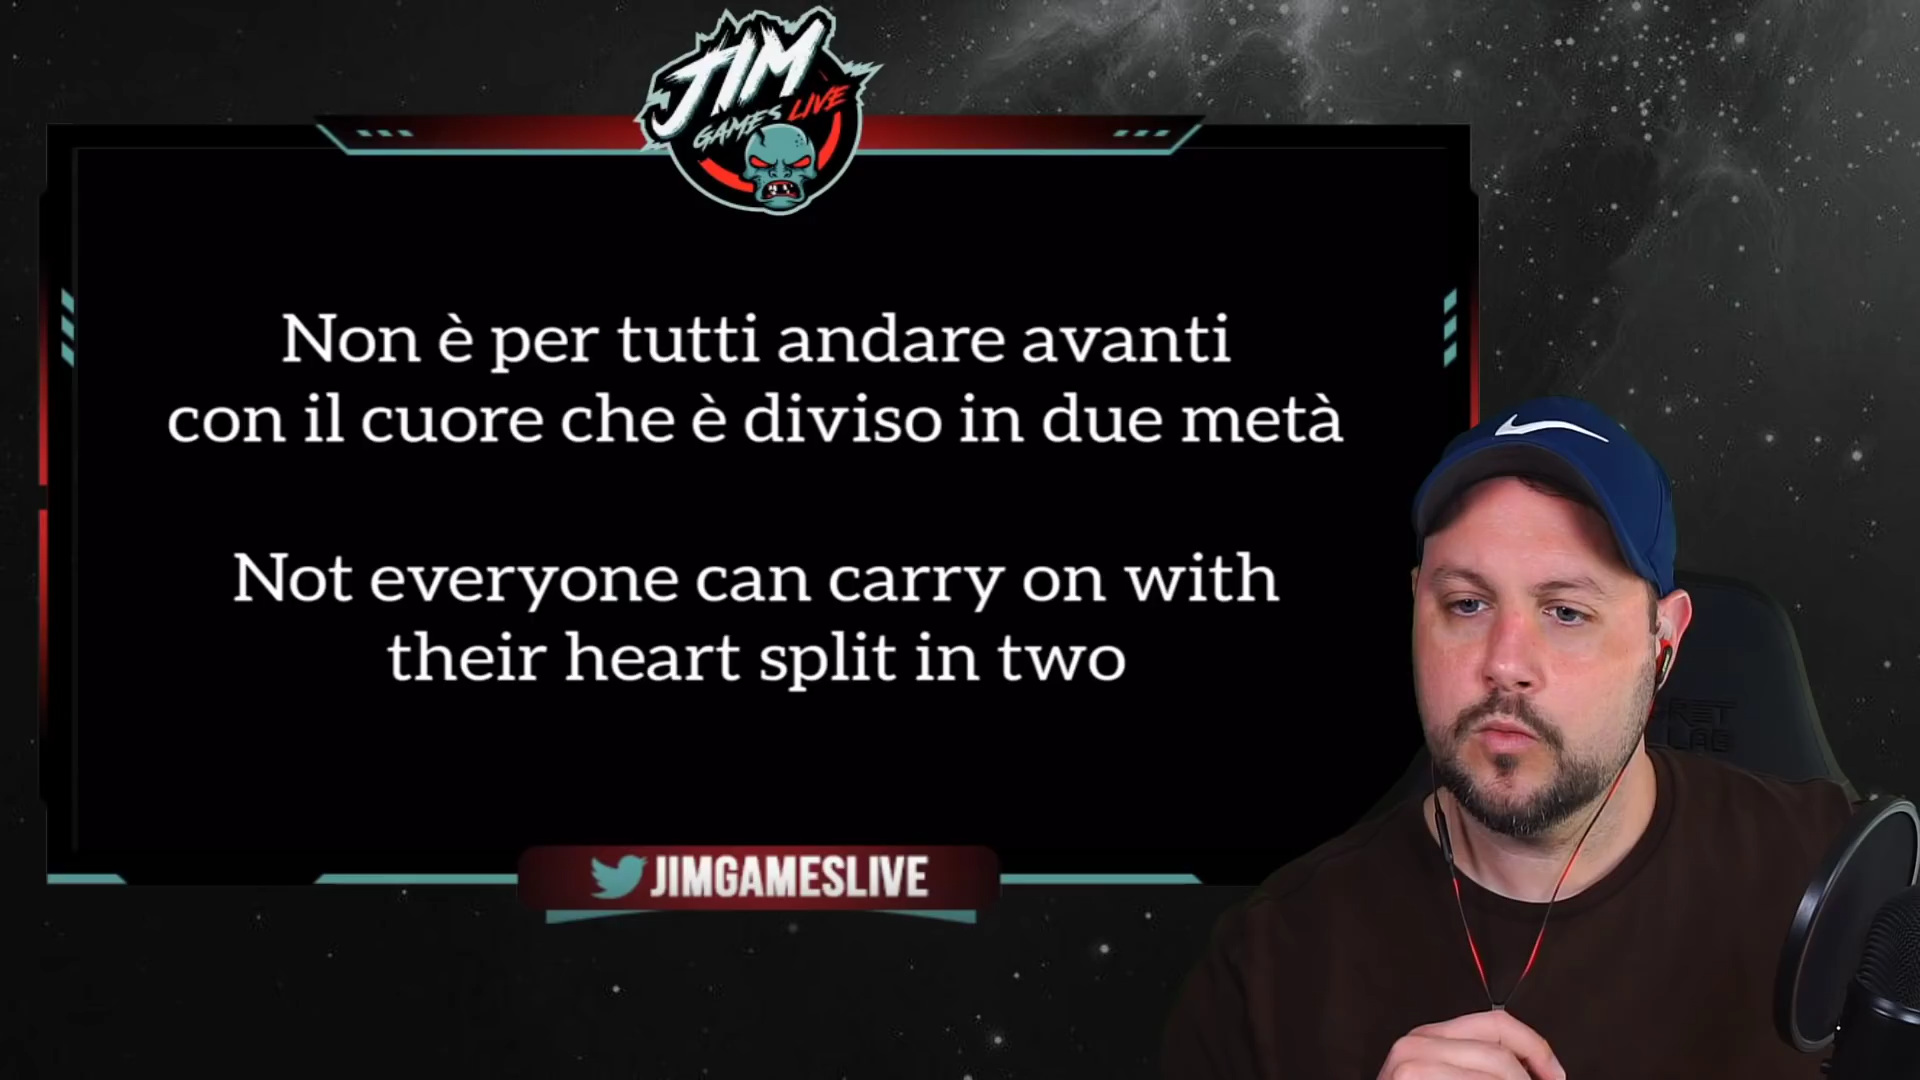 JIM
GAMES LIVE
Non è per tutti andare avanti
con il cuore che è diviso in due metà
Not everyone can carry on with
their heart split in two
JIMGAMESLIVE